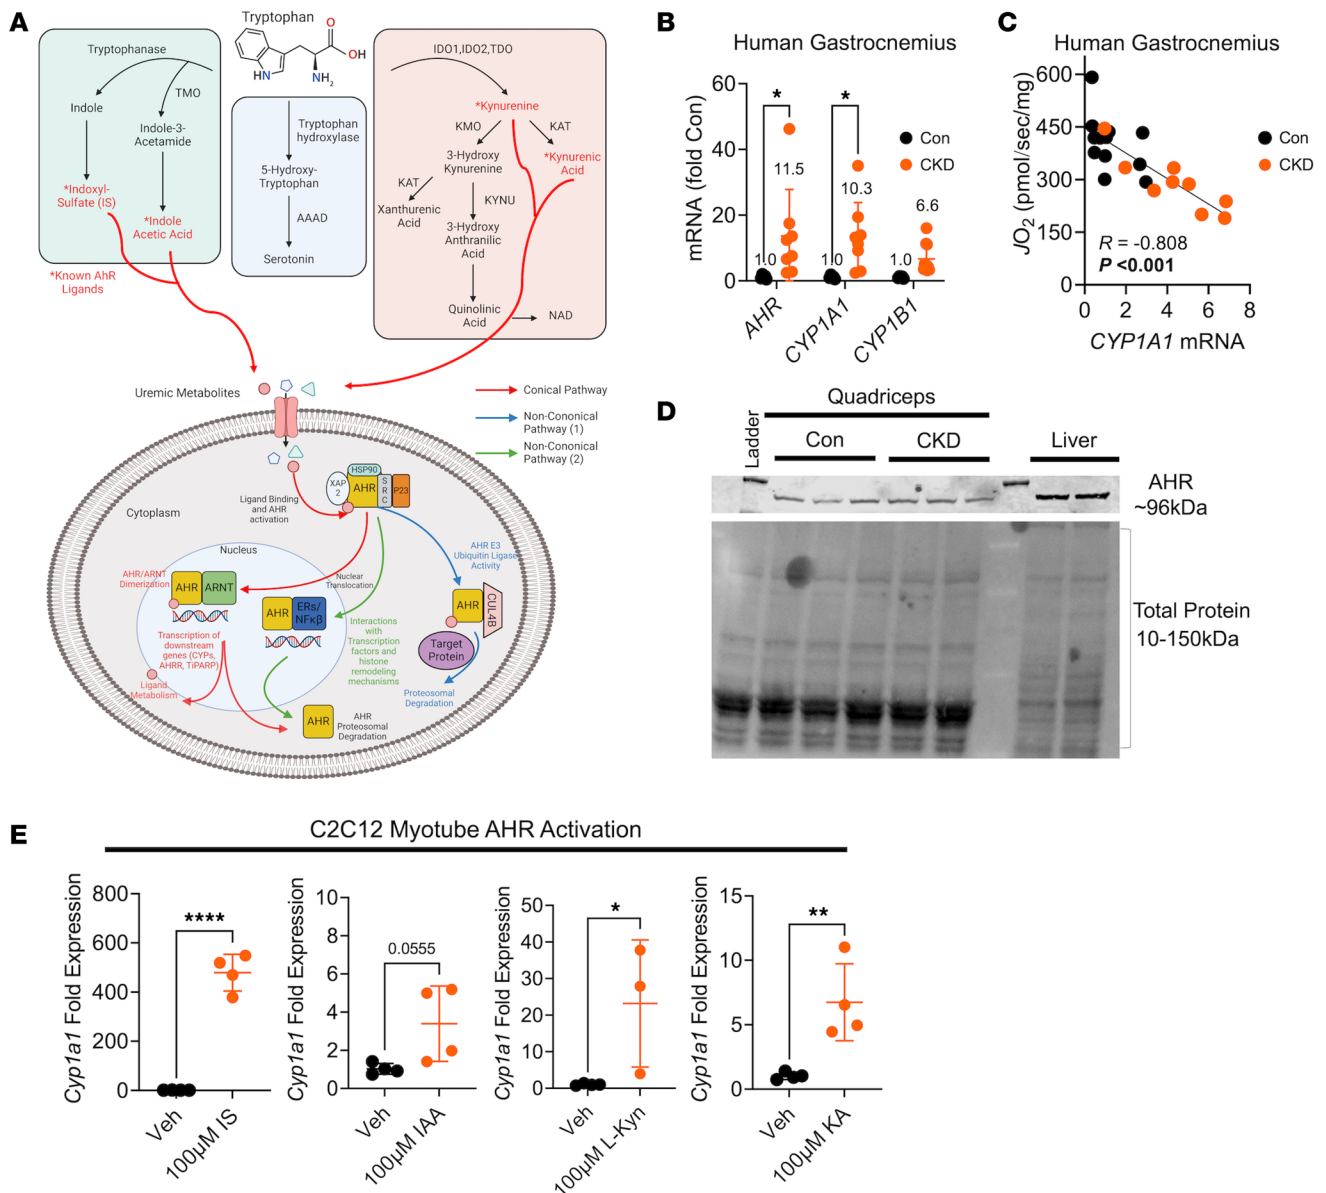 A
Tryptophan
O
OH
HN
NH2
Tryptophanase
TMO
Indole
Indole-3-
Acetamide
*Indoxyl-
Sulfate (IS)
*Indole
Acetic Acid
*Known AhR
Ligands
Tryptophan
hydroxylase
5-Hydroxy-
Tryptophan
AAAD
Serotonin
IDO1,IDO2,TDO
*Kynurenine
KMO
KAT
3-Hydroxy
Kynurenine
*Kynurenic
Acid
KAT
KYNU
Xanthurenic
Acid
3-Hydroxy
Anthranilic
Acid
Quinolinic
Acid
NAD
Uremic Metabolites
Conical Pathway
Non-Cononical
Pathway (1)
Non-Cononical
Pathway (2)
HSP90
XAP
2
AHR
S
R
C
P23
Ligand Binding
and AHR
activation
Cytoplasm
Nucleus
AHR/ARNT
Dimerization
AHR
ARNT
Nuclear
Translocation
AHR
ERs/
NFκβ
AHR E3
Ubiquitin Ligase
Activity
AHR
CUL4B
Target
Protein
Proteosomal
Degradation
Interactions
with
Transcription
factors and
histone
remodeling
mechanisms
Transcription of
downstream
genes (CYPs,
AHRR, TiPARP)
Ligand
Metabolism
AHR
AHR
Proteosomal
Degradation
B
Human Gastrocnemius
mRNA (fold Con)
60
40
20
0
*
*
11.5
10.3
6.6
1.0
1.0
1.0
Con
CKD
AHR
CYP1A1
CYP1B1
C
Human Gastrocnemius
JO2 (pmol/sec/mg)
600
450
300
150
0
R = -0.808
P <0.001
Con
CKD
0 2 4 6 8
CYP1A1 mRNA
D
Ladder
Quadriceps
Con
CKD
Liver
AHR
~96kDa
Total Protein
10-150kDa
E
C2C12 Myotube AHR Activation
Cyp1a1 Fold Expression
800
600
400
200
0
****
Veh
100µM IS
Cyp1a1 Fold Expression
10
8
6
4
2
0
0.0555
Veh
100µM IAA
Cyp1a1 Fold Expression
50
40
30
20
10
0
*
Veh
100µM L-Kyn
Cyp1a1 Fold Expression
15
10
5
0
**
Veh
100µM KA